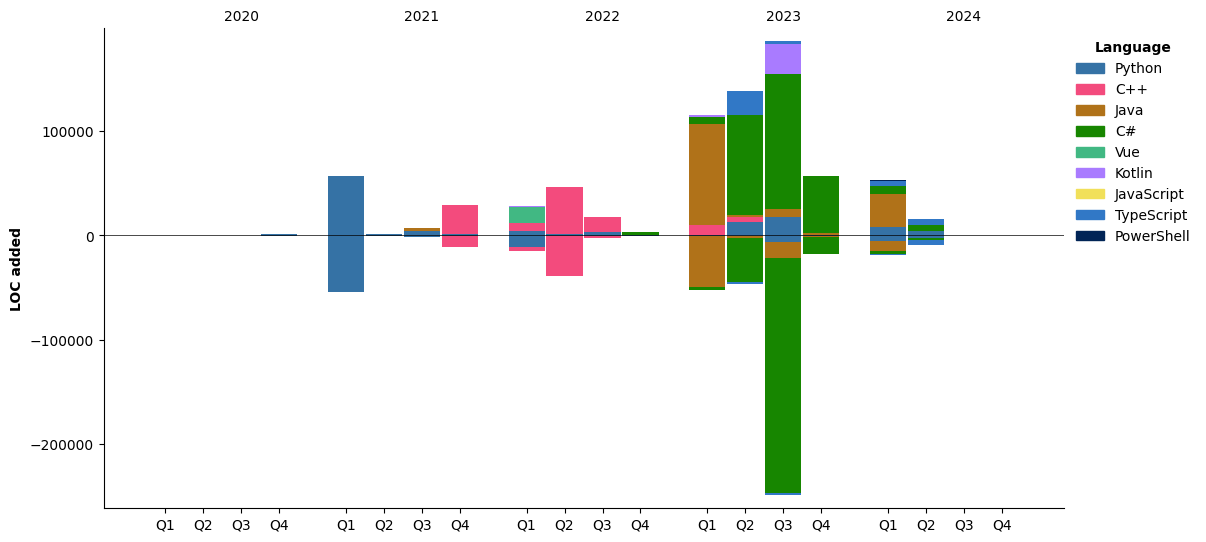 2020 2021 2022 2023 2024
Language
Python
C++
Java
C#
Vue
Kotlin
JavaScript
TypeScript
PowerShell
LOC added
100000
0
−100000
−200000
Q1 Q2 Q3 Q4 Q1 Q2 Q3 Q4 Q1 Q2 Q3 Q4 Q1 Q2 Q3 Q4 Q1 Q2 Q3 Q4